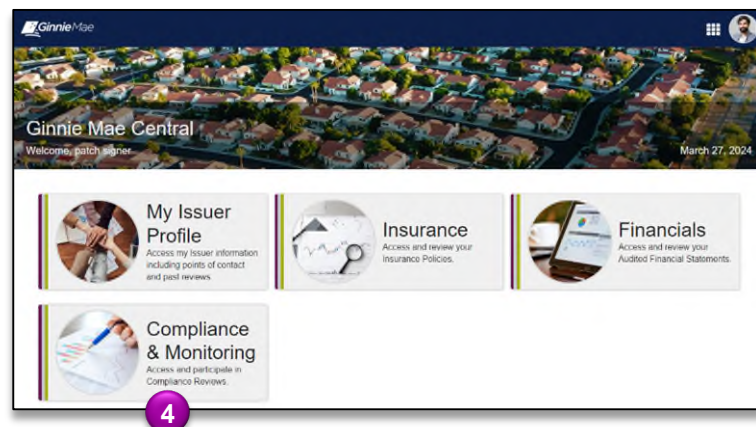 GinnieMae
Ginnie Mae Central
Welcome, patch signer
March 27, 2024
My Issuer
Profile
Access my Issuer information
including points of contact
and past reviews
Insurance
Access and review your
Insurance Policies.
Financials
Access and review your
Audited Financial Statements.
Compliance
& Monitoring
Access and participate in
Compliance Reviews.
4